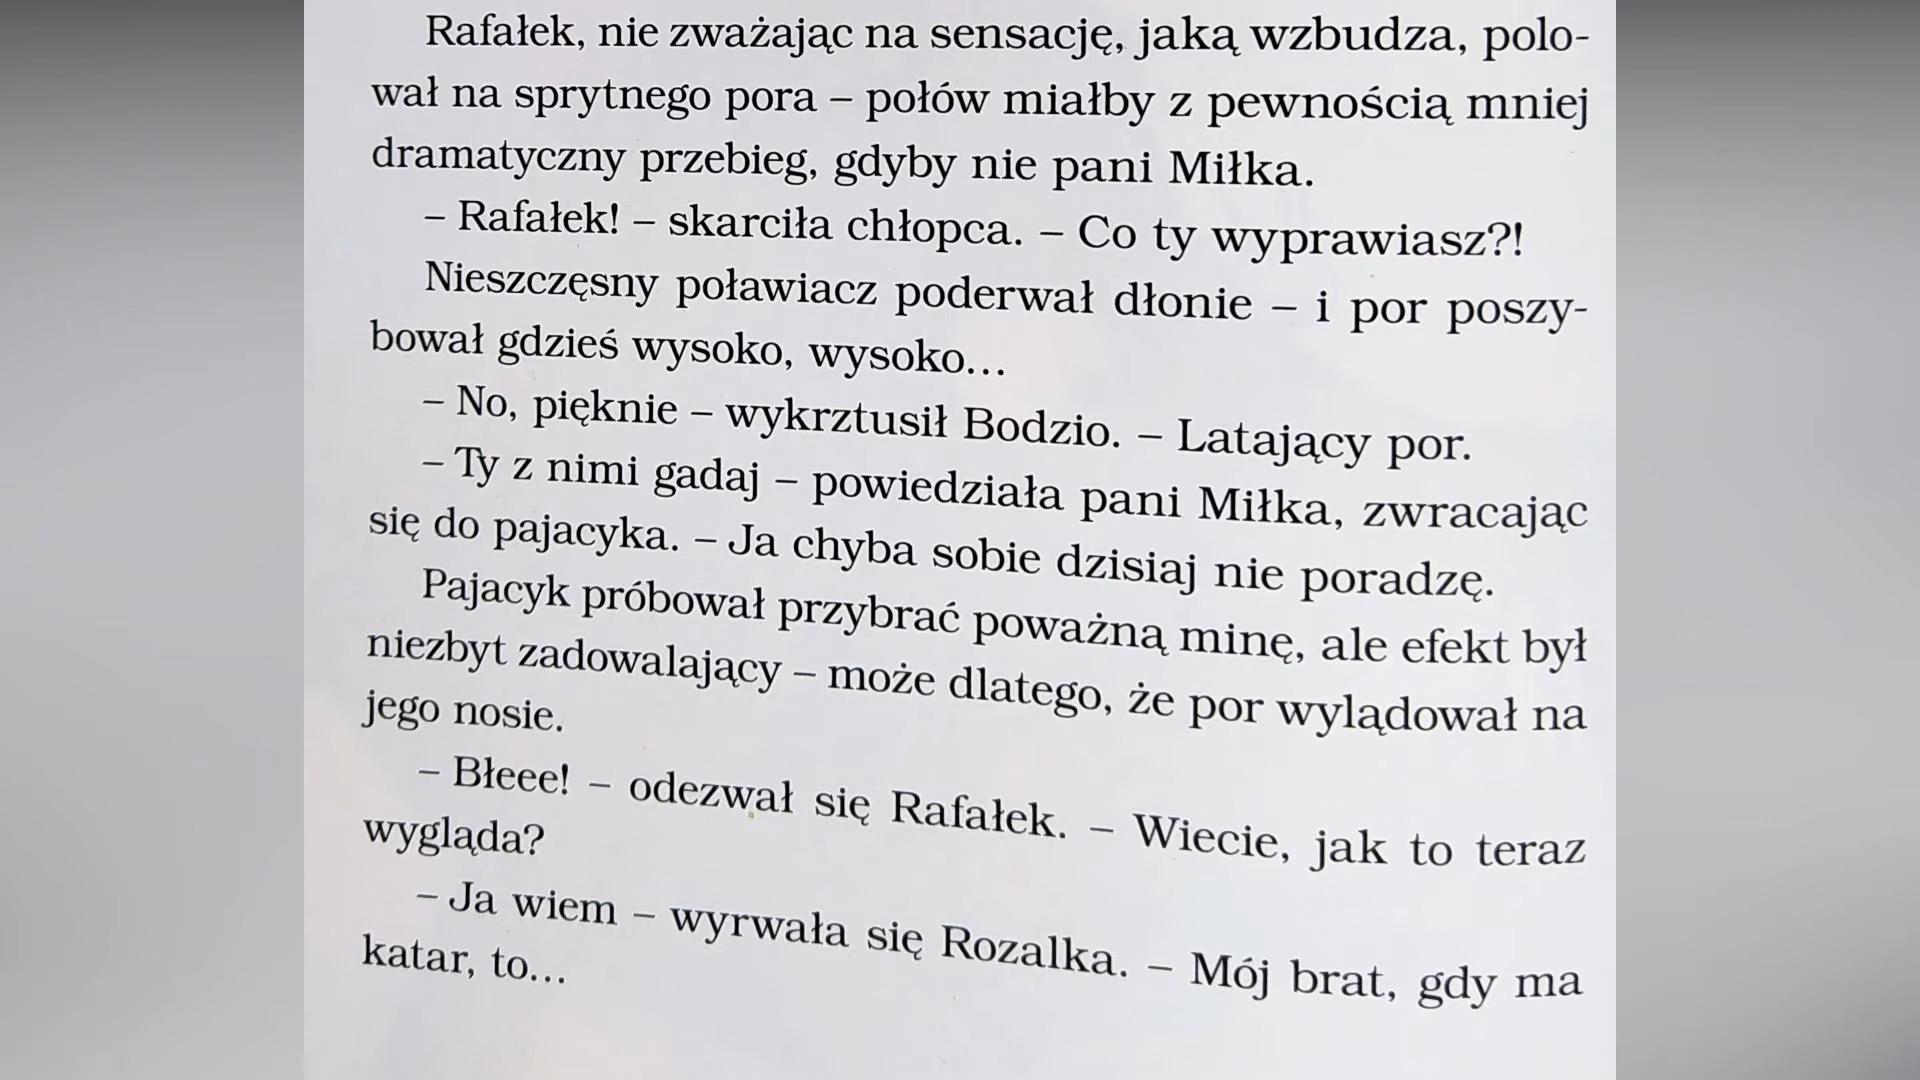 Rafałek, nie zważając na sensację, jaką wzbudza, polo-
wał na sprytnego pora – połów miałby z pewnością mniej
dramatyczny przebieg, gdyby nie pani Miłka.
– Rafałek! – skarciła chłopca. – Co ty wyprawiasz?!
Nieszczęsny poławiacz poderwał dłonie – i por poszy-
bował gdzieś wysoko, wysoko...
– No, pięknie – wykrztusił Bodzio. – Latający por.
– Ty z nimi gadaj – powiedziała pani Miłka, zwracając
się do pajacyka. – Ja chyba sobie dzisiaj nie poradzę.
Pajacyk próbował przybrać poważną minę, ale efekt był
niezbyt zadowalający – może dlatego, że por wylądował na
jego nosie.
– Błeee! – odezwał się Rafałek. – Wiecie, jak to teraz
wygląda?
– Ja wiem – wyrwała się Rozalka. – Mój brat, gdy ma
katar, to...